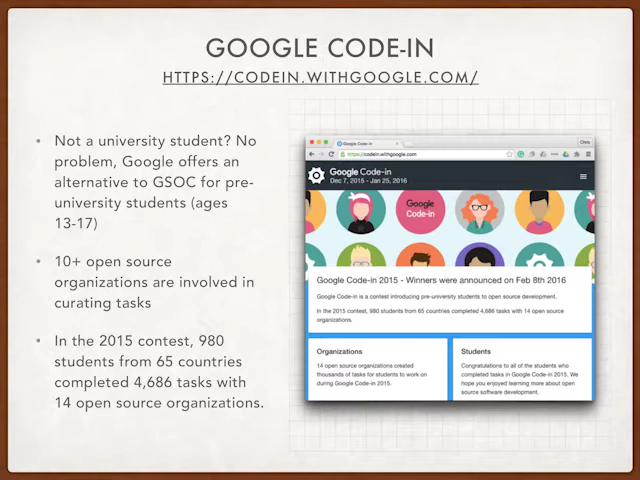 GOOGLE CODE-IN
HTTPS://CODEIN.WITHGOOGLE.COM/
• Not a university student? No
problem, Google offers an
alternative to GSOC for pre-
university students (ages
13-17)
• 10+ open source
organizations are involved in
curating tasks
• In the 2015 contest, 980
students from 65 countries
completed 4,686 tasks with
14 open source organizations.
Google Code-in
Chris
https://codein.withgoogle.com
Google Code-in
Dec 7, 2015 - Jan 25, 2016
Google
Code-in
Google Code-in 2015 - Winners were announced on Feb 8th 2016
Google Code-in is a contest introducing pre-university students to open source development.
In the 2015 contest, 980 students from 65 countries completed 4,686 tasks with 14 open source
organizations.
Organizations
14 open source organizations created
thousands of tasks for students to work on
during Google Code-in 2015.
Students
Congratulations to all of the students who
completed tasks in Google Code-in 2015. We
hope you enjoyed learning more about open
source software development.